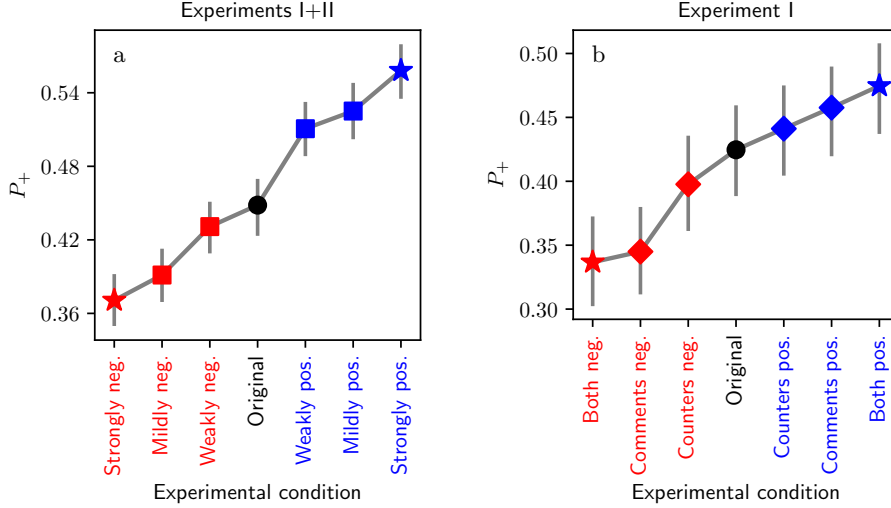 Experiments I+II
a
P+
0.54
0.48
0.42
0.36
Strongly neg.
Mildly neg.
Weakly neg.
Original
Weakly pos.
Mildly pos.
Strongly pos.
Experimental condition
Experiment I
b
P+
0.50
0.45
0.40
0.35
0.30
Both neg.
Comments neg.
Counters neg.
Original
Counters pos.
Comments pos.
Both pos.
Experimental condition